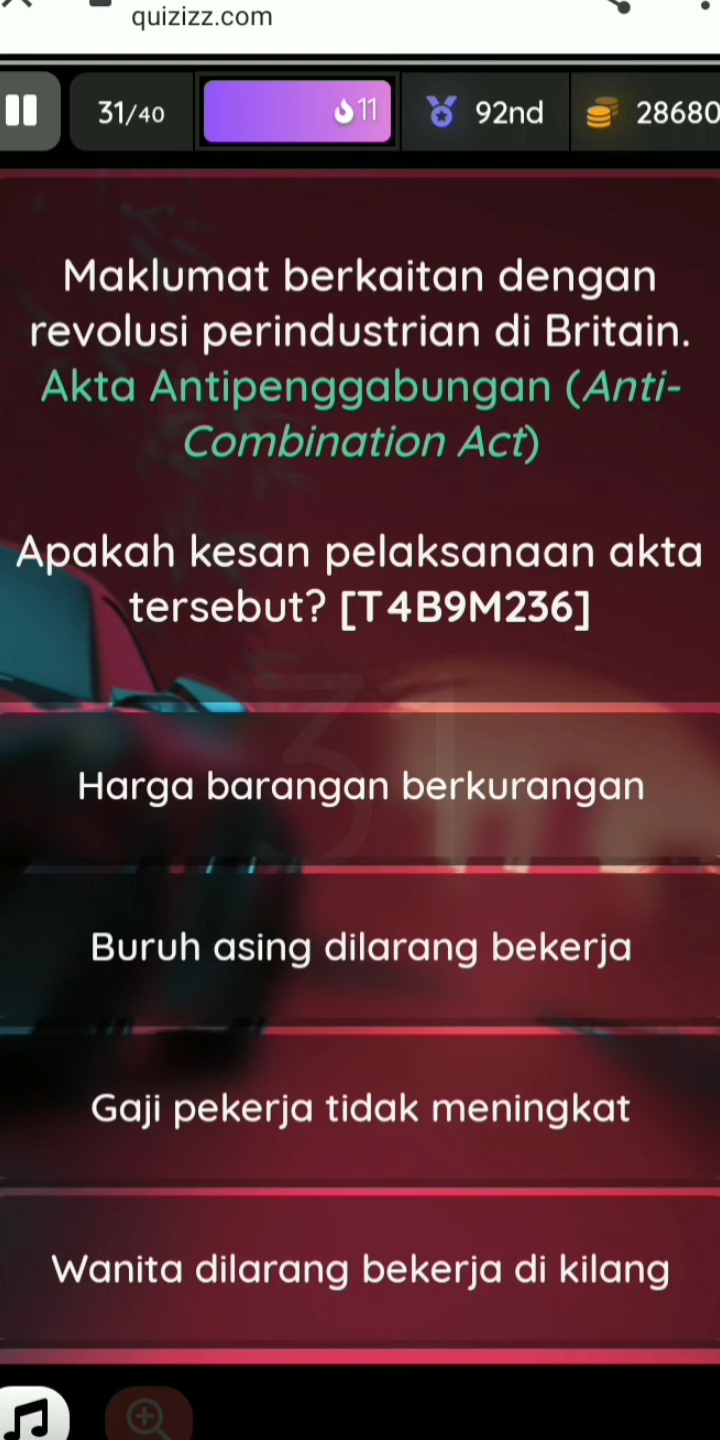 quizizz.com
31/40
11
92nd
28680
Maklumat berkaitan dengan
revolusi perindustrian di Britain.
Akta Antipenggabungan (Anti-
Combination Act)
Apakah kesan pelaksanaan akta
tersebut? [T4B9M236]
Harga barangan berkurangan
Buruh asing dilarang bekerja
Gaji pekerja tidak meningkat
Wanita dilarang bekerja di kilang